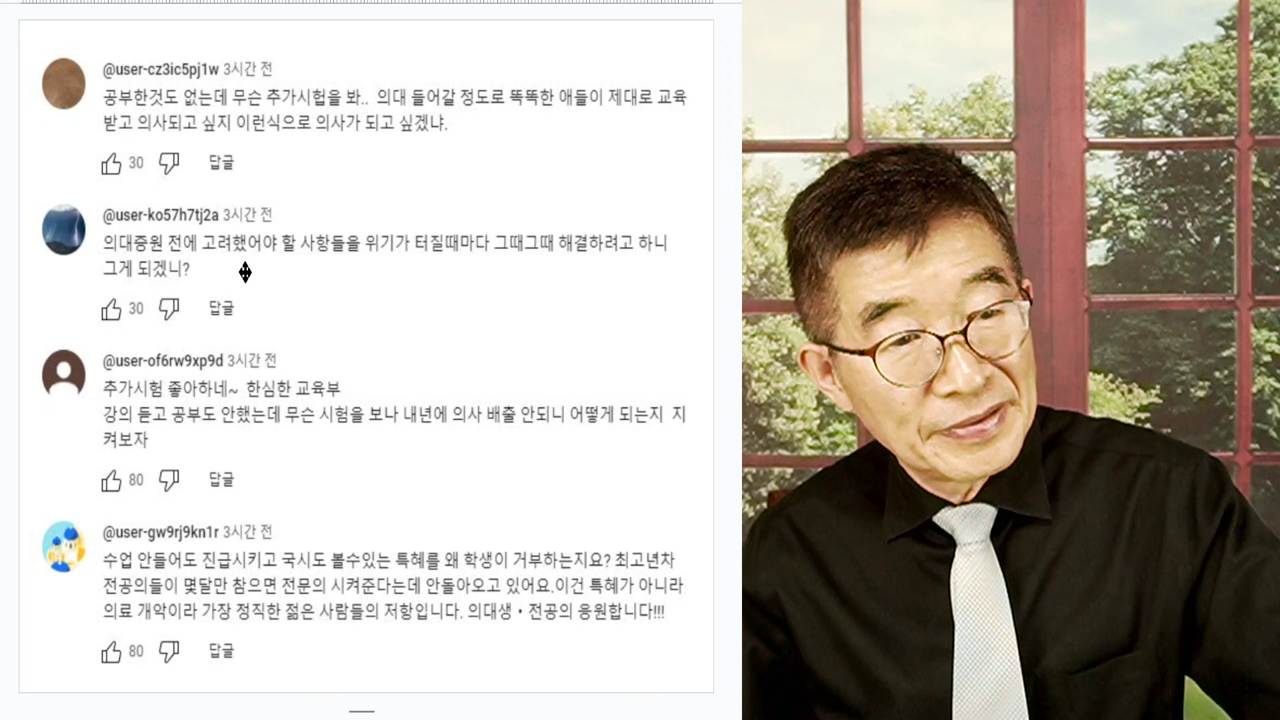 @user-cz3ic5pj1w 3시간 전
공부한것도 없는데 무슨 추가시헙을 봐.. 의대 들어갈 정도로 똑똑한 애들이 제대로 교육
받고 의사되고 싶지 이런식으로 의사가 되고 싶겠냐.
30 답글
@user-ko57h7tj2a 3시간 전
의대증원 전에 고려했어야 할 사항들을 위기가 터질때마다 그때그때 해결하려고 하니
그게 되겠니?
30 답글
@user-of6rw9xp9d 3시간 전
추가시험 좋아하네~ 한심한 교육부
강의 듣고 공부도 안했는데 무슨 시험을 보나 내년에 의사 배출 안되니 어떻게 되는지 지
켜보자
80 답글
@user-gw9rj9kn1r 3시간 전
수업 안들어도 진급시키고 국시도 볼수있는 특혜를 왜 학생이 거부하는지요? 최고년차
전공의들이 몇달만 참으면 전문의 시켜준다는데 안돌아오고 있어요.이건 특혜가 아니라
의료 개악이라 가장 정직한 젊은 사람들의 저항입니다. 의대생·전공의 응원합니다!!!
80 답글